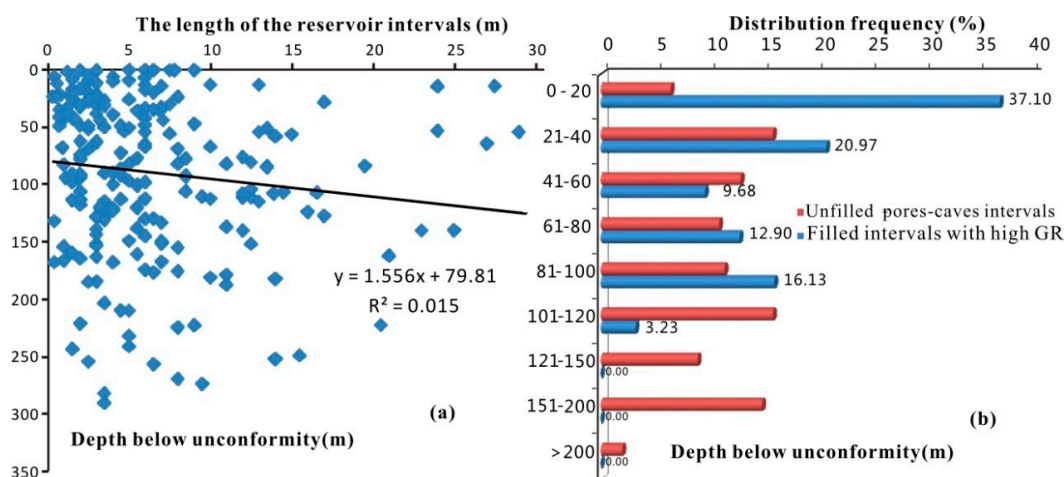 The length of the reservoir intervals (m)
0 5 10 15 20 25 30
0
50
100
150
200
250
300
350
y = 1.556x + 79.81
R² = 0.015
(a)
Depth below unconformity(m)
Distribution frequency (%)
0 10 20 30 40
0 - 20
37.10
21-40
20.97
41-60
9.68
Unfilled pores-caves intervals
61-80
12.90
Filled intervals with high GR
81-100
16.13
101-120
3.23
121-150
0.00
151-200
0.00
(b)
>200
0.00
Depth below unconformity(m)